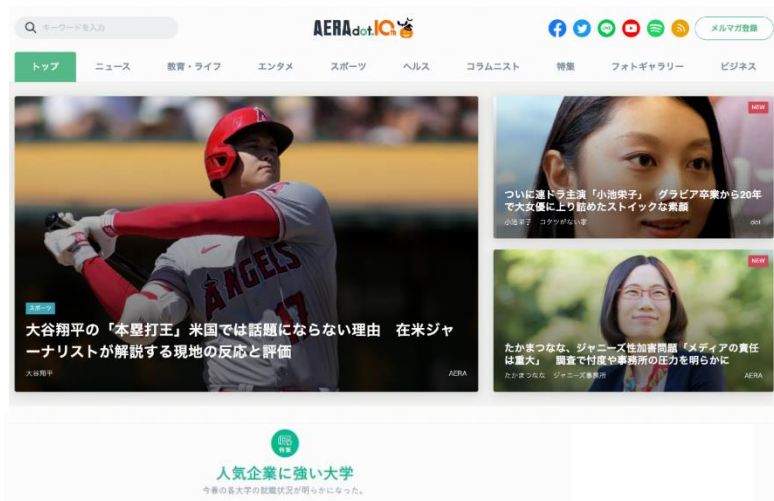 キーワードを入力
AERAdot.
メルマガ登録
トップ
ニュース
教育・ライフ
エンタメ
スポーツ
ヘルス
コラムニスト
特集
フォトギャラリー
ビジネス
ANGELS
17
スポーツ
大谷翔平の「本塁打王」米国では話題にならない理由　在米ジャ
ーナリストが解説する現地の反応と評価
大谷翔平
AERA
NEW
ついに連ドラ主演「小池栄子」　グラビア卒業から20年
で大女優に上り詰めたストイックな素顔
小池栄子　コタツがない家
dot
NEW
たかまつなな、ジャニーズ性加害問題「メディアの責任
は重大」　調査で忖度や事務所の圧力を明らかに
たかまつなな　ジャニーズ事務所
AERA
特集
人気企業に強い大学
今春の各大学の就職状況が明らかになった。